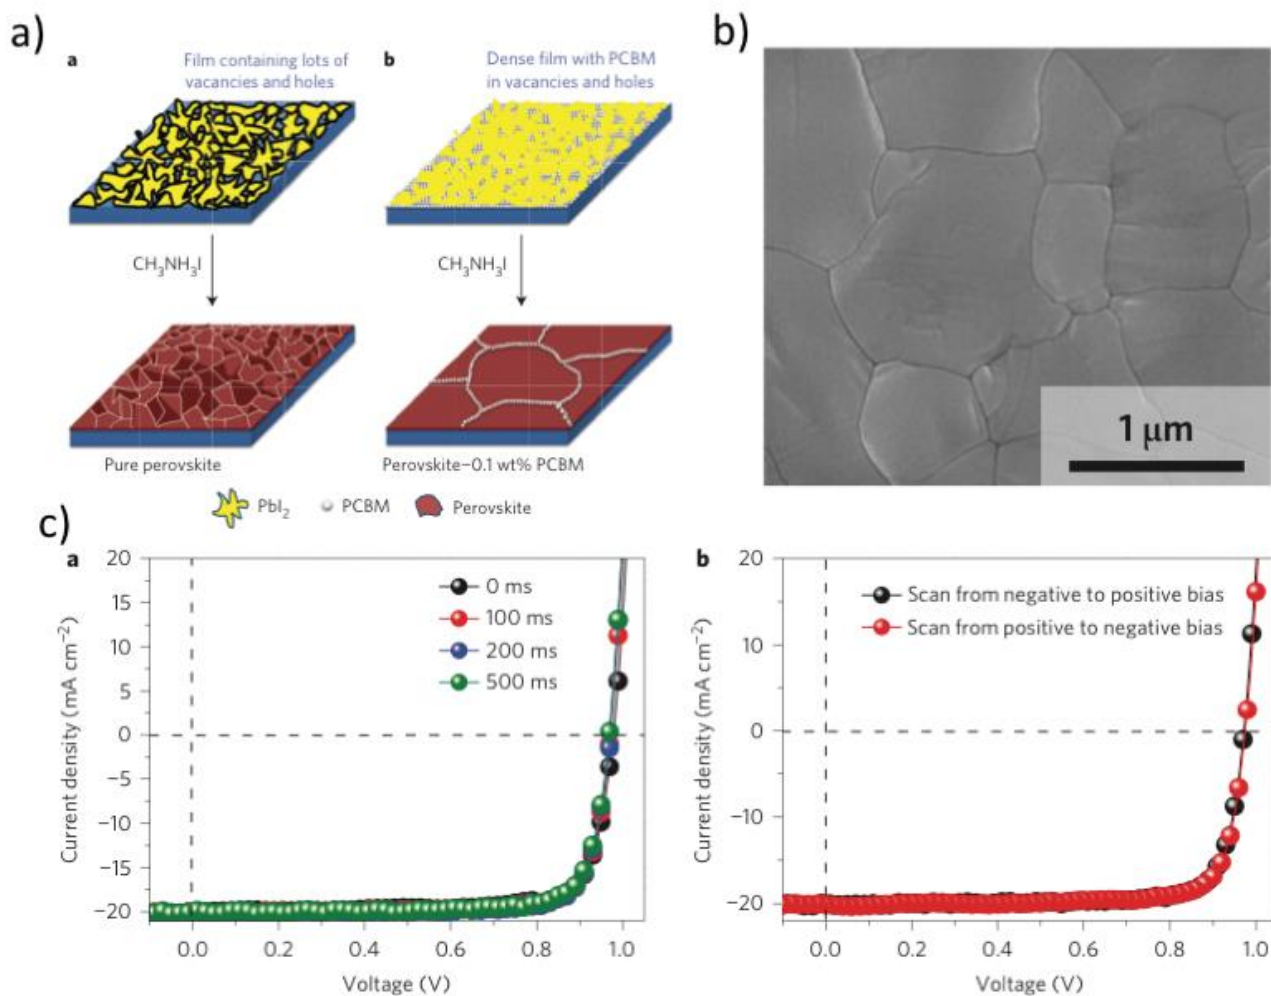 a)
a
Film containing lots of
vacancies and holes
b
Dense film with PCBM
in vacancies and holes
CH₃NH₃I
CH₃NH₃I
Pure perovskite
Perovskite–0.1 wt% PCBM
PbI₂
PCBM
Perovskite
b)
1 μm
c)
a
20
15
10
5
0
−5
−10
−15
−20
Current density (mA cm⁻²)
0 ms
100 ms
200 ms
500 ms
0.0
0.2
0.4
0.6
0.8
1.0
Voltage (V)
b
20
10
0
−10
−20
Current density (mA cm⁻²)
Scan from negative to positive bias
Scan from positive to negative bias
0.0
0.2
0.4
0.6
0.8
1.0
Voltage (V)